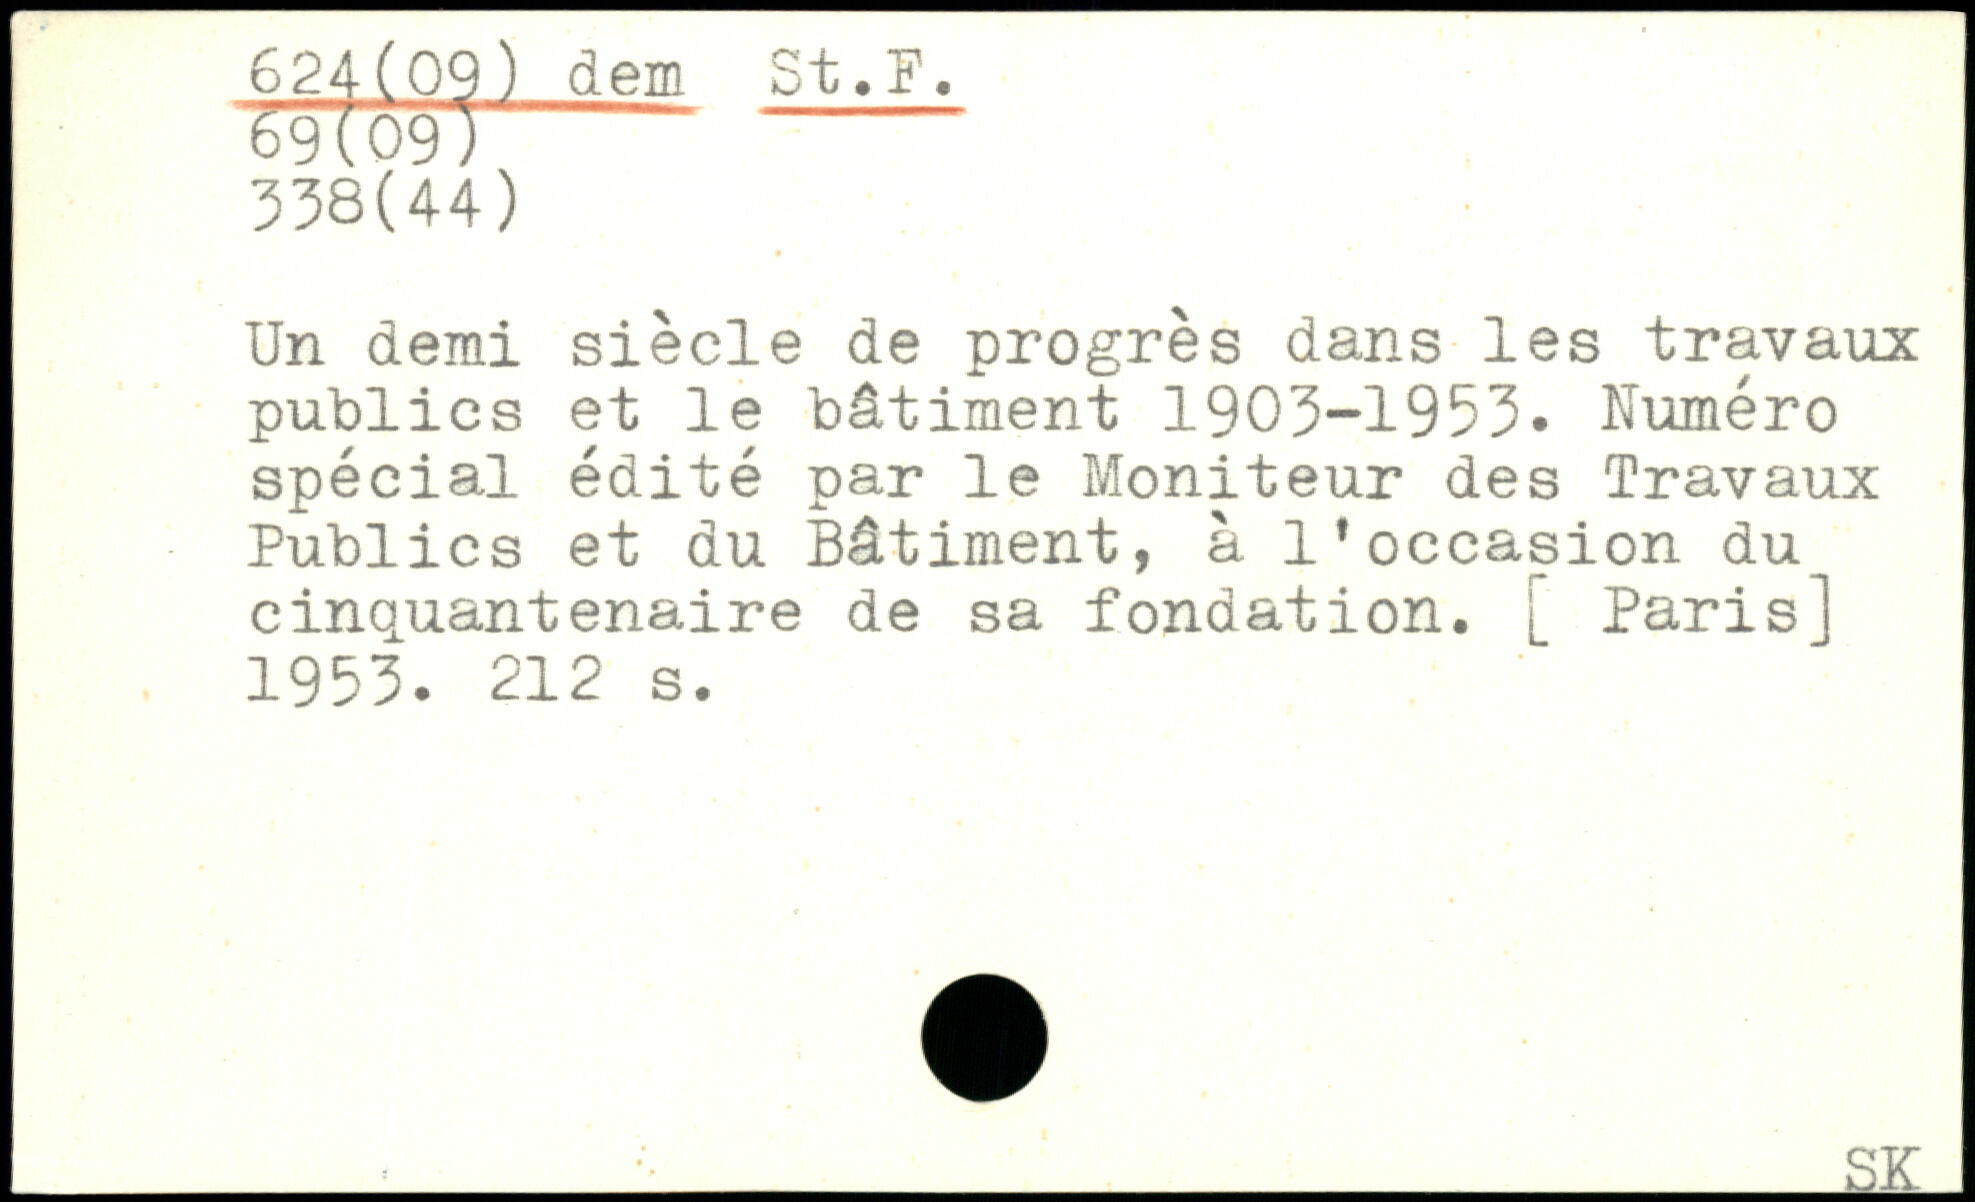 624(09) dem St.F.
69(09)
338(44)
Un demi siècle de progrès dans les travaux
publics et le bâtiment 1903-1953. Numéro
spécial édité par le Moniteur des Travaux
Publics et du Bâtiment, à l'occasion du
cinquantenaire de sa fondation. [ Paris]
1953. 212 s.
SK